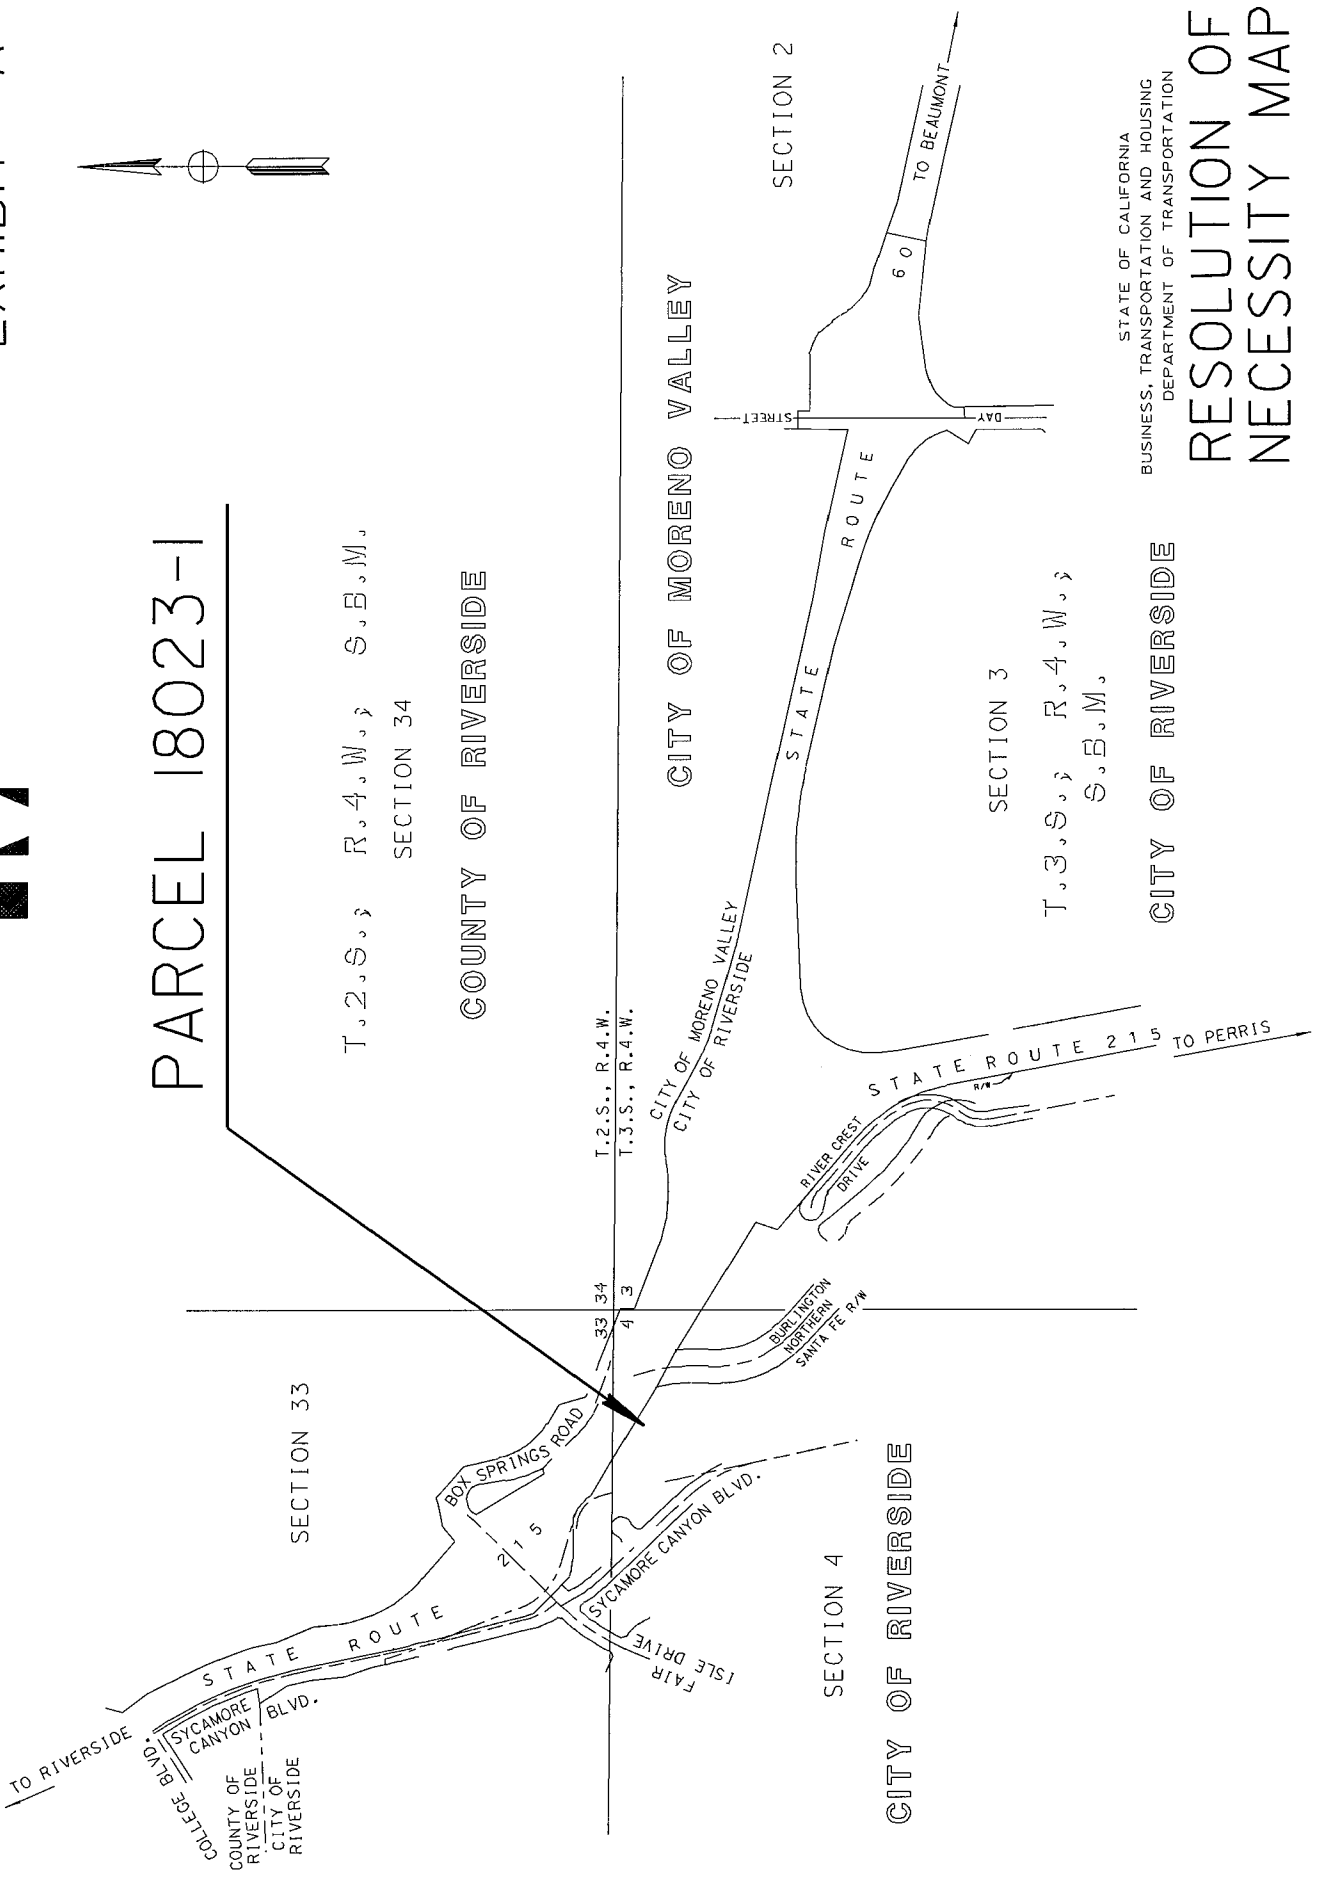 PARCEL 18023-1
T.2.S., R.4.W., S.B.M.
SECTION 34
COUNTY OF RIVERSIDE
SECTION 33
TO RIVERSIDE
COLLEGE BLVD.
SYCAMORE
CANYON BLVD.
COUNTY OF
RIVERSIDE
CITY OF
RIVERSIDE
STATE ROUTE
215
BOX SPRINGS ROAD
FAIR
ISLE DRIVE
SYCAMORE CANYON BLVD.
33 34
4 3
T.2.S., R.4.W.
T.3.S., R.4.W.
CITY OF MORENO VALLEY
CITY OF RIVERSIDE
CITY OF MORENO VALLEY
SECTION 2
BURLINGTON
NORTHERN
SANTA FE R/W
RIVER CREST
DRIVE
STATE ROUTE 215
R/W
TO PERRIS
STATE ROUTE
60
TO BEAUMONT
DAY STREET
SECTION 4
CITY OF RIVERSIDE
SECTION 3
T.3.S., R.4.W.,
S.B.M.
CITY OF RIVERSIDE
STATE OF CALIFORNIA
BUSINESS, TRANSPORTATION AND HOUSING
DEPARTMENT OF TRANSPORTATION
RESOLUTION OF
NECESSITY MAP